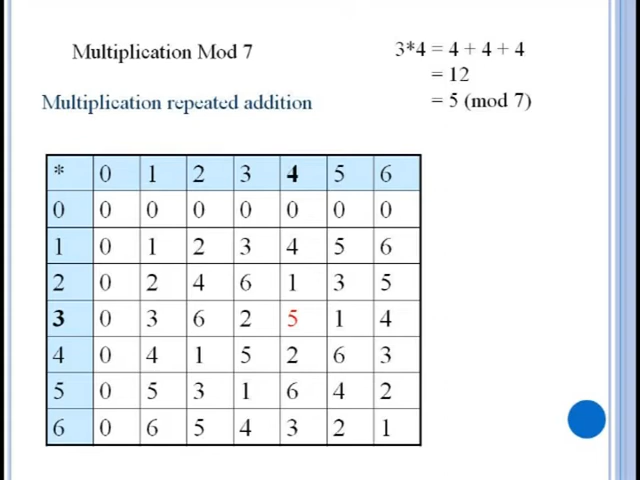 Multiplication Mod 7
3*4 = 4 + 4 + 4
= 12
Multiplication repeated addition
= 5 (mod 7)
* 0 1 2 3 4 5 6
0 0 0 0 0 0 0 0
1 0 1 2 3 4 5 6
2 0 2 4 6 1 3 5
3 0 3 6 2 5 1 4
4 0 4 1 5 2 6 3
5 0 5 3 1 6 4 2
6 0 6 5 4 3 2 1